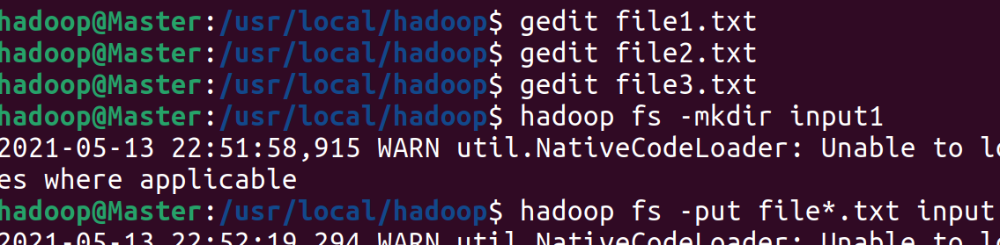 hadoop@Master:/usr/local/hadoop$ gedit file1.txt
hadoop@Master:/usr/local/hadoop$ gedit file2.txt
hadoop@Master:/usr/local/hadoop$ gedit file3.txt
hadoop@Master:/usr/local/hadoop$ hadoop fs -mkdir input1
2021-05-13 22:51:58,915 WARN util.NativeCodeLoader: Unable to lo
es where applicable
hadoop@Master:/usr/local/hadoop$ hadoop fs -put file*.txt input
2021-05-13 22:52:19,294 WARN util.NativeCodeLoader: Unable to lo